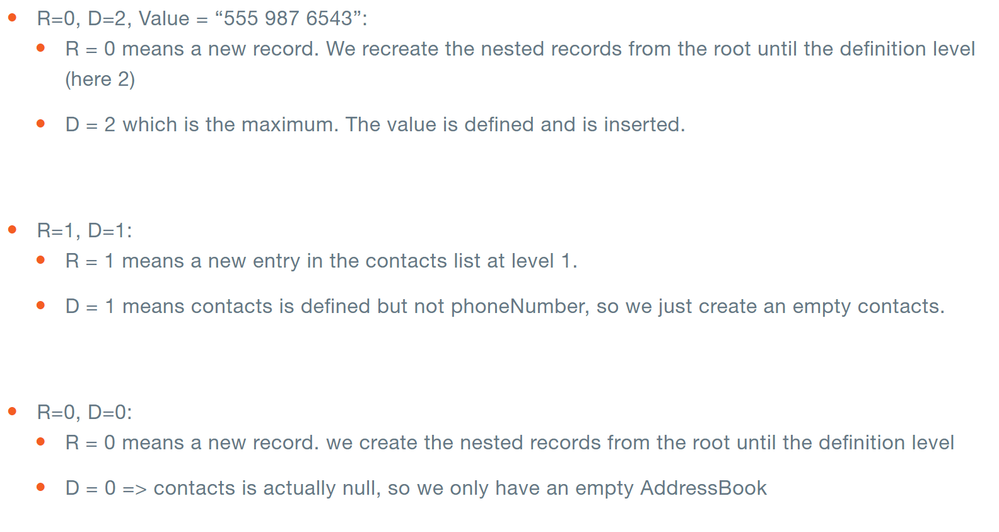 R=0, D=2, Value = “555 987 6543”:
R = 0 means a new record. We recreate the nested records from the root until the definition level
(here 2)
D = 2 which is the maximum. The value is defined and is inserted.
R=1, D=1:
R = 1 means a new entry in the contacts list at level 1.
D = 1 means contacts is defined but not phoneNumber, so we just create an empty contacts.
R=0, D=0:
R = 0 means a new record. we create the nested records from the root until the definition level
D = 0 => contacts is actually null, so we only have an empty AddressBook